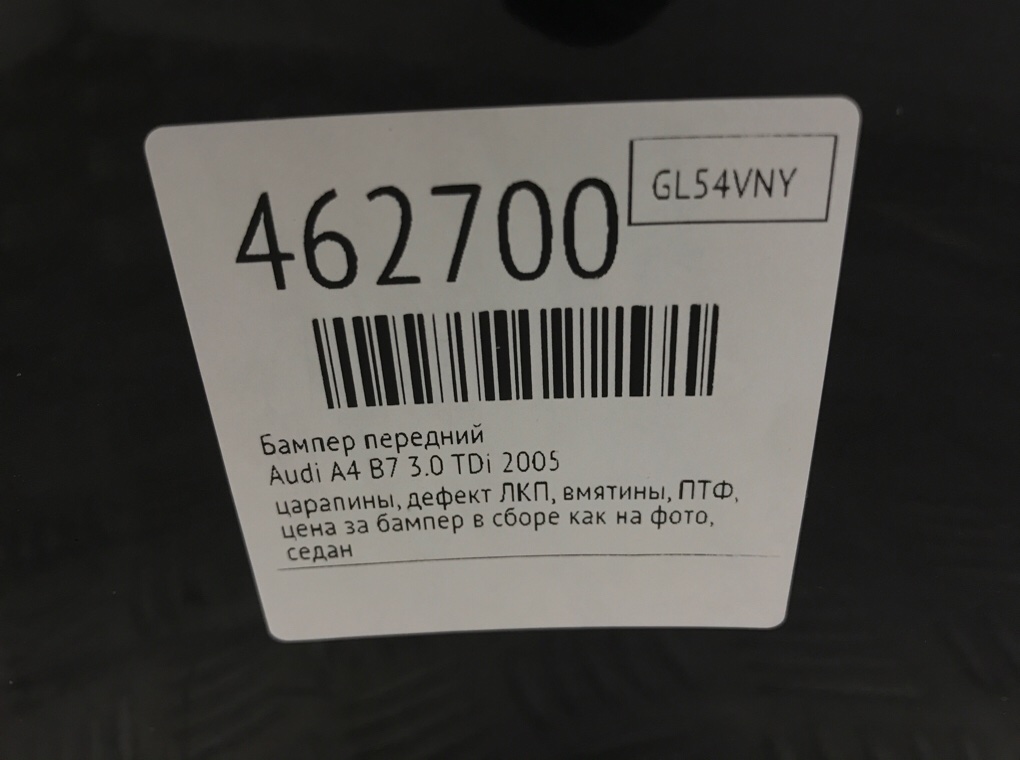 GL54VNY
462700
Бампер передний
Audi A4 B7 3.0 TDi 2005
царапины, дефект ЛКП, вмятины, ПТФ,
цена за бампер в сборе как на фото,
седан